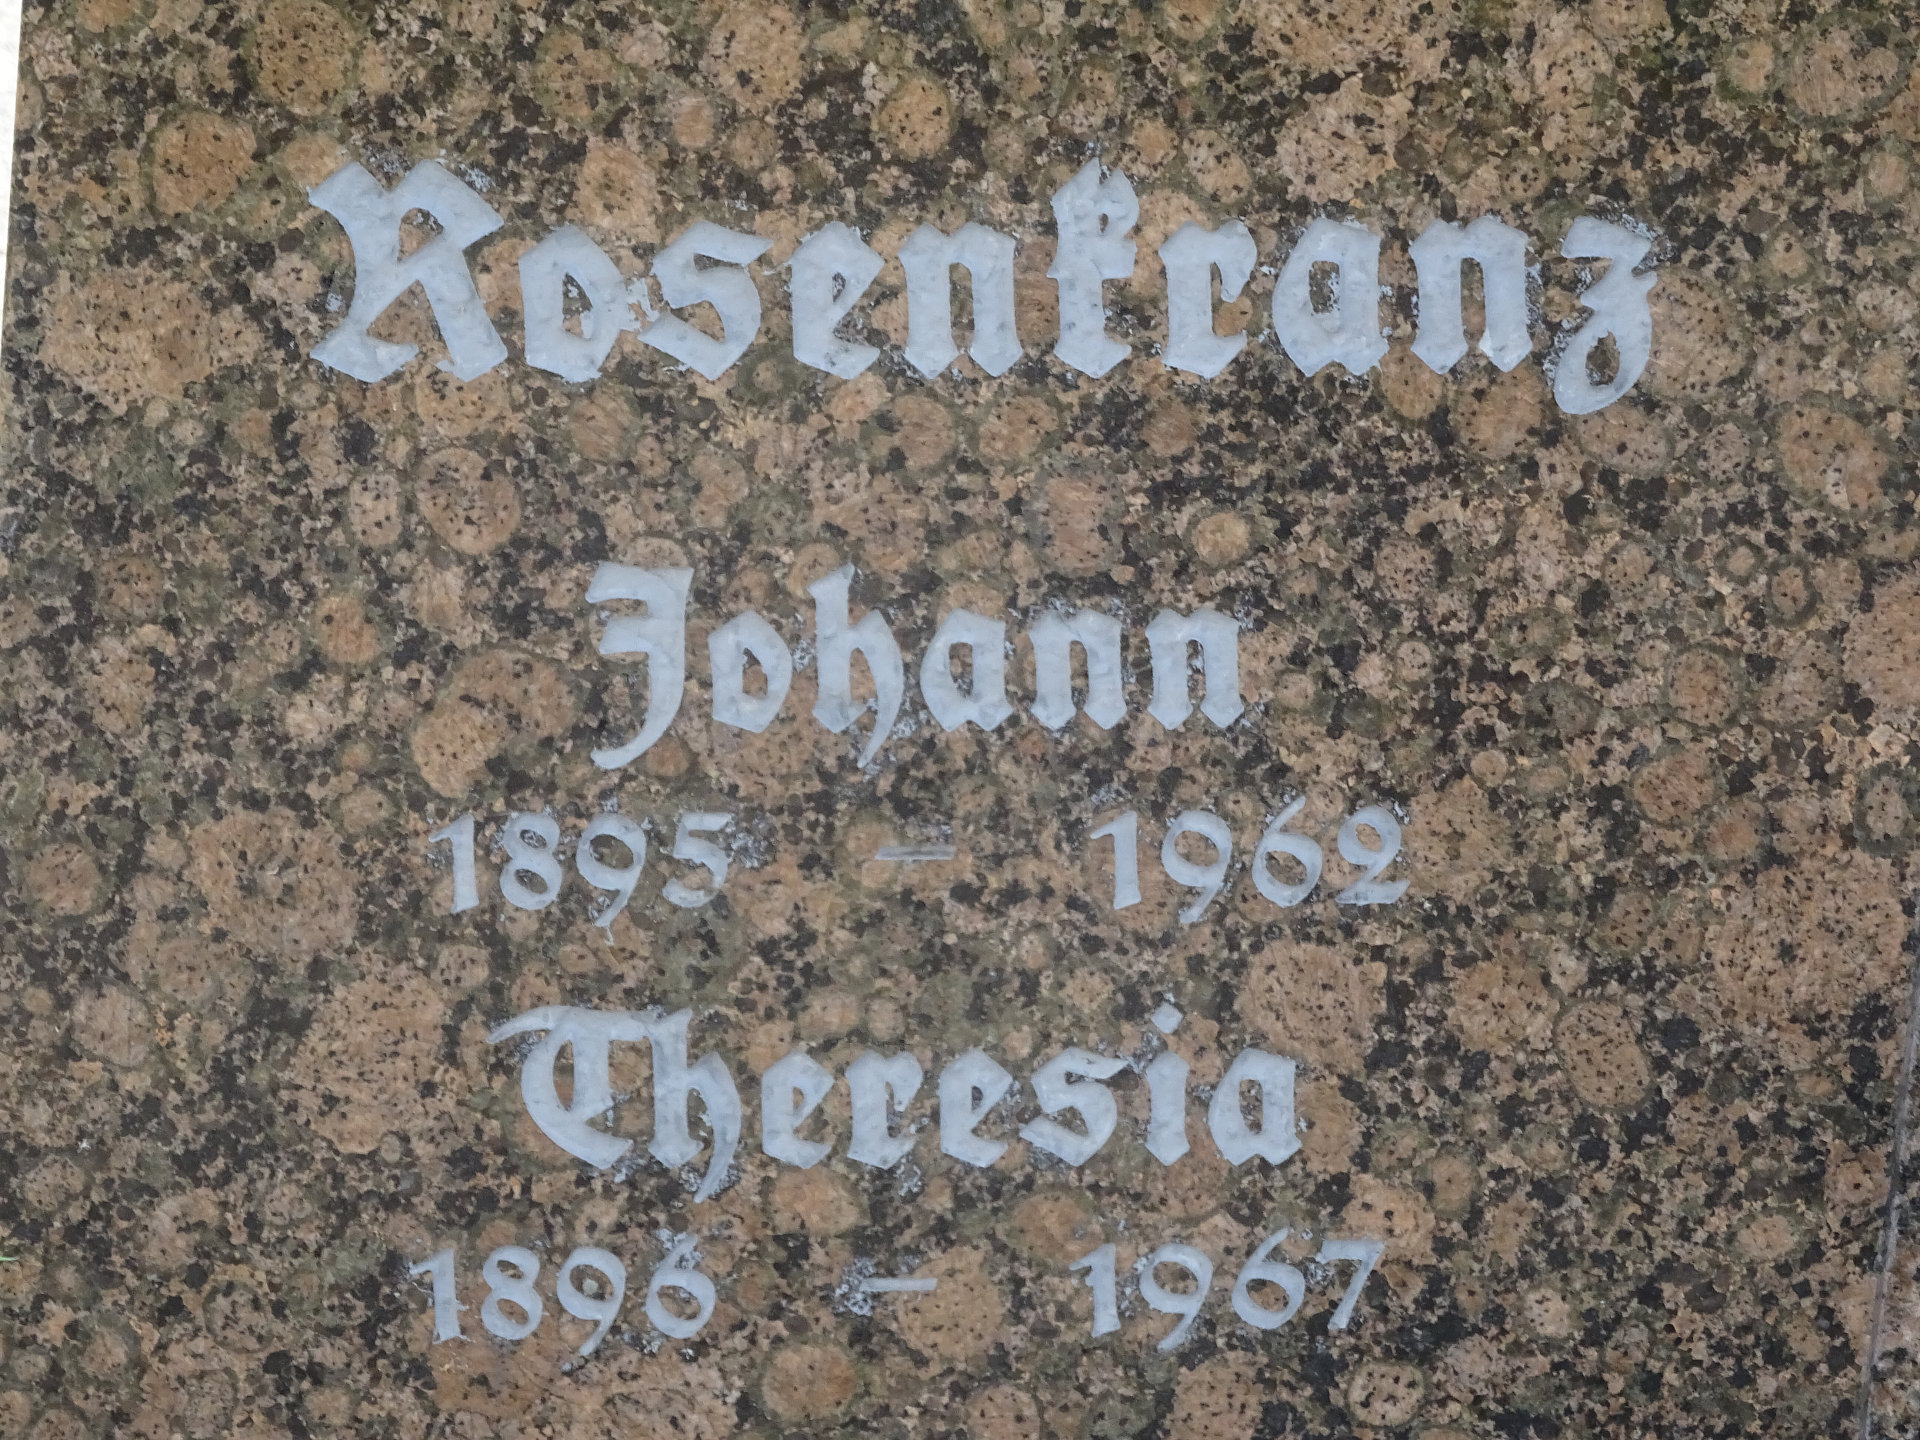 Rosenkranz
Johann
1895 – 1962
Theresia
1896 – 1967